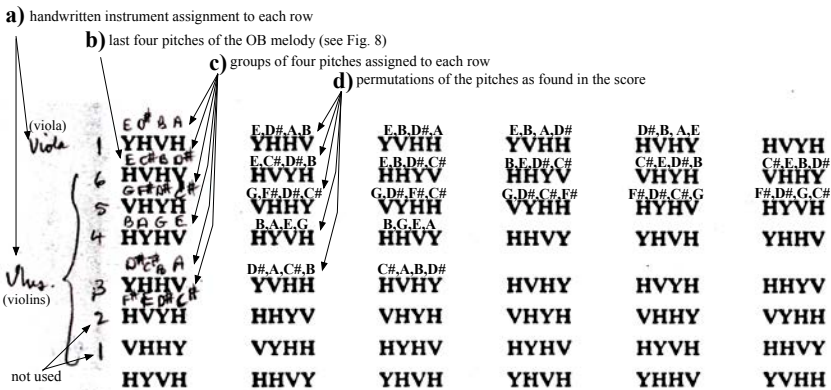 a) handwritten instrument assignment to each row
b) last four pitches of the OB melody (see Fig. 8)
c) groups of four pitches assigned to each row
d) permutations of the pitches as found in the score
(viola) E D# B A E,D#,A,B E,B,D#,A E,B, A,D# D#,B, A,E
Viola 1 YHVH YHHV YVHH YVHH HVHY HVYH
E C# B D# E,C#,D#,B E,B,D#,C# B,E,D#,C# C#,E,D#,B C#,E,B,D#
6 HVHY HVYH HHYV HHYV VHYH VHHY
G F# D# C# G,F#,D#,C# G,D#,F#,C# G,D#,C#,F# F#,D#,C#,G F#,D#,G,C#
5 VHYH VHHY VYHH VYHH HYHV HYVH
B A G E B,A,E,G B,G,E,A
4 HYHV HYVH HHVY HHVY YHVH YHHV
D# C# B A D#,A,C#,B C#,A,B,D#
Vlns. 3 YHHV YVHH HVYH HVHY HVYH HHYV
(violins) F# E D# C#
2 HVYH HHYV VHYH VHYH VHHY VYHH
not used 1 VHHY VYHH HYHV HYHV HYVH HHVY
HYVH HHVY YHVH YHVH YHHV YVHH